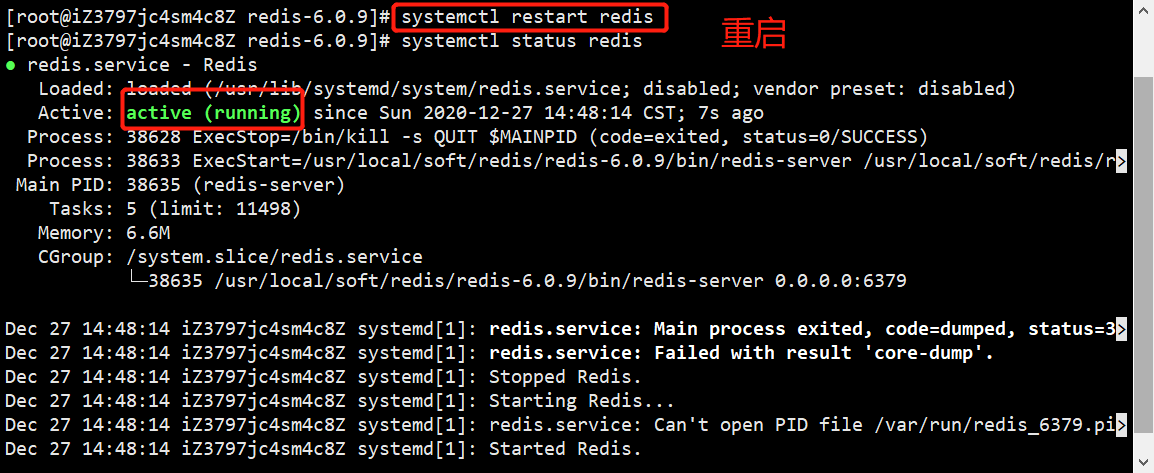 [root@iZ3797jc4sm4c8Z redis-6.0.9]# systemctl restart redis
重启
[root@iZ3797jc4sm4c8Z redis-6.0.9]# systemctl status redis
● redis.service - Redis
Loaded: loaded (/usr/lib/systemd/system/redis.service; disabled; vendor preset: disabled)
Active: active (running) since Sun 2020-12-27 14:48:14 CST; 7s ago
Process: 38628 ExecStop=/bin/kill -s QUIT $MAINPID (code=exited, status=0/SUCCESS)
Process: 38633 ExecStart=/usr/local/soft/redis/redis-6.0.9/bin/redis-server /usr/local/soft/redis/r>
Main PID: 38635 (redis-server)
Tasks: 5 (limit: 11498)
Memory: 6.6M
CGroup: /system.slice/redis.service
└─38635 /usr/local/soft/redis/redis-6.0.9/bin/redis-server 0.0.0.0:6379
Dec 27 14:48:14 iZ3797jc4sm4c8Z systemd[1]: redis.service: Main process exited, code=dumped, status=3>
Dec 27 14:48:14 iZ3797jc4sm4c8Z systemd[1]: redis.service: Failed with result 'core-dump'.
Dec 27 14:48:14 iZ3797jc4sm4c8Z systemd[1]: Stopped Redis.
Dec 27 14:48:14 iZ3797jc4sm4c8Z systemd[1]: Starting Redis...
Dec 27 14:48:14 iZ3797jc4sm4c8Z systemd[1]: redis.service: Can't open PID file /var/run/redis_6379.pi>
Dec 27 14:48:14 iZ3797jc4sm4c8Z systemd[1]: Started Redis.